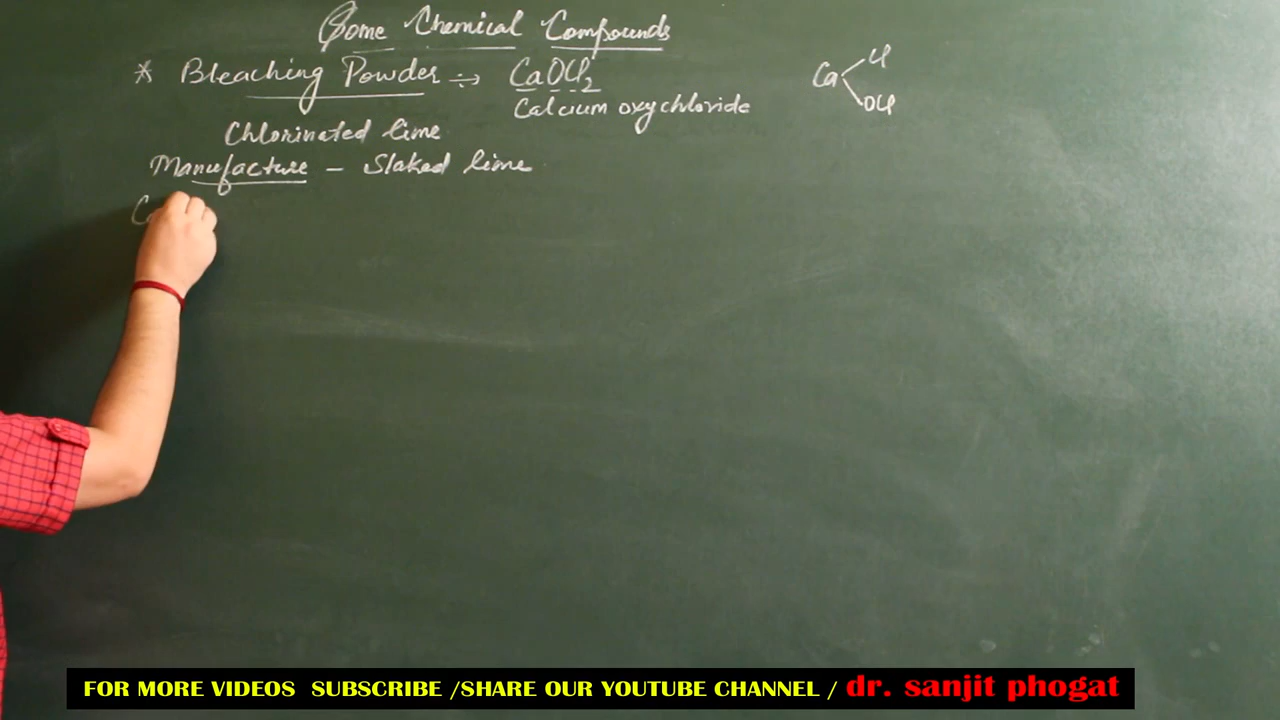 Some Chemical Compounds
* Bleaching Powder ÷→ CaOCl₂
Calcium oxychloride
Chlorinated lime
Manufacture - Slaked lime
C
Ca
Cl
OCl
FOR MORE VIDEOS SUBSCRIBE /SHARE OUR YOUTUBE CHANNEL / dr. sanjit phogat